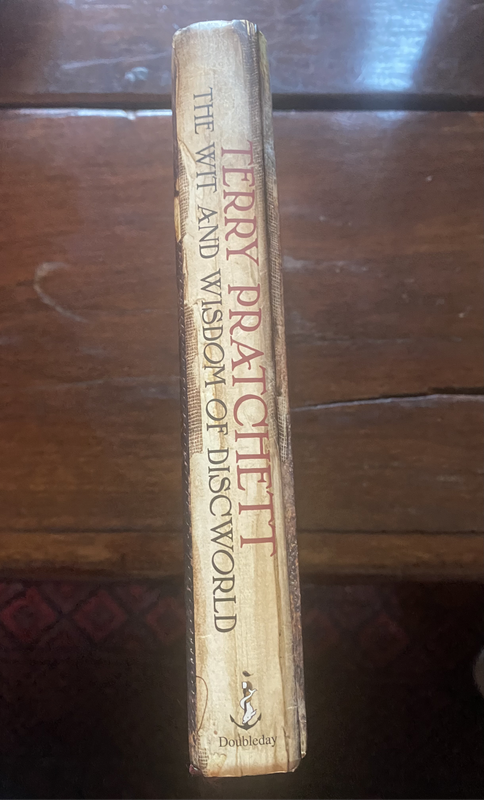 TERRY PRATCHETT
THE WIT AND WISDOM OF DISCWORLD
Doubleday